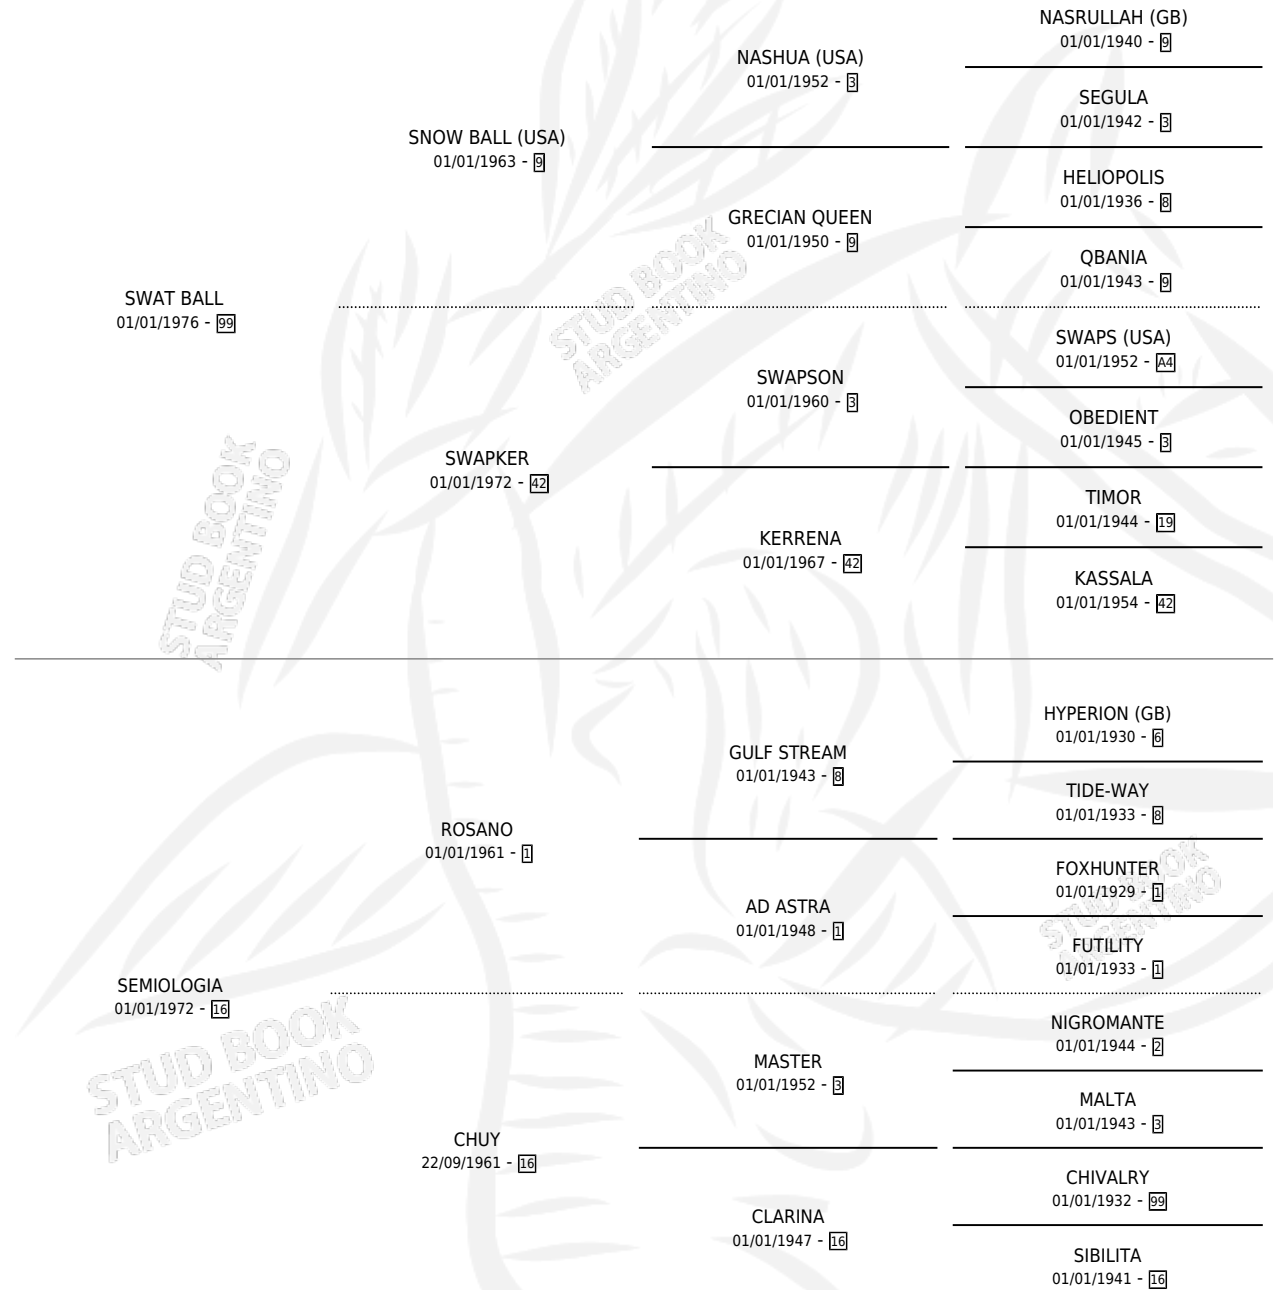 NASRULLAH (GB)
01/01/1940 - 9
NASHUA (USA)
01/01/1952 - 3
SEGULA
01/01/1942 - 3
SNOW BALL (USA)
01/01/1963 - 9
HELIOPOLIS
01/01/1936 - 8
GRECIAN QUEEN
01/01/1950 - 9
QBANIA
01/01/1943 - 9
SWAT BALL
01/01/1976 - 99
SWAPS (USA)
01/01/1952 - A4
SWAPSON
01/01/1960 - 3
OBEDIENT
01/01/1945 - 3
SWAPKER
01/01/1972 - 42
TIMOR
01/01/1944 - 19
KERRENA
01/01/1967 - 42
KASSALA
01/01/1954 - 42
HYPERION (GB)
01/01/1930 - 6
GULF STREAM
01/01/1943 - 8
TIDE-WAY
01/01/1933 - 8
ROSANO
01/01/1961 - 1
FOXHUNTER
01/01/1929 - 1
AD ASTRA
01/01/1948 - 1
FUTILITY
01/01/1933 - 1
SEMIOLOGIA
01/01/1972 - 16
NIGROMANTE
01/01/1944 - 2
MASTER
01/01/1952 - 3
MALTA
01/01/1943 - 3
CHUY
22/09/1961 - 16
CHIVALRY
01/01/1932 - 99
CLARINA
01/01/1947 - 16
SIBILITA
01/01/1941 - 16
STUD BOOK
ARGENTINO
STUD BOOK
ARGENTINO
STUD BOOK
ARGENTINO
STUD BOOK
ARGENTINO